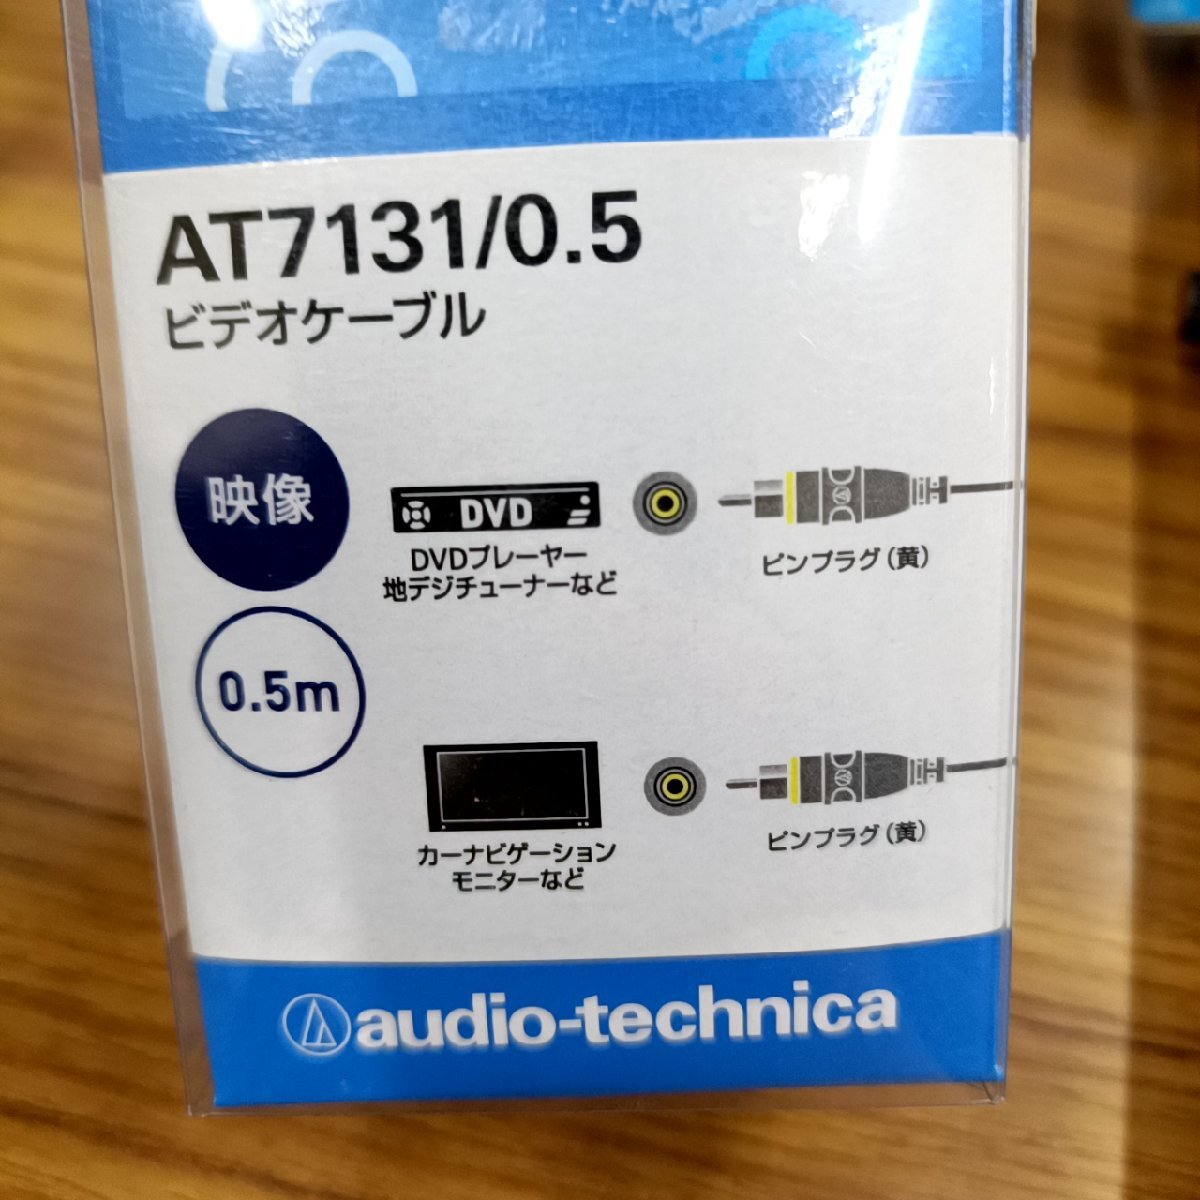 AT7131/0.5
ビデオケーブル
映像
DVD
DVDプレーヤー
地デジチューナーなど
ピンプラグ(黄)
0.5m
カーナビゲーション
モニターなど
ピンプラグ(黄)
audio-technica